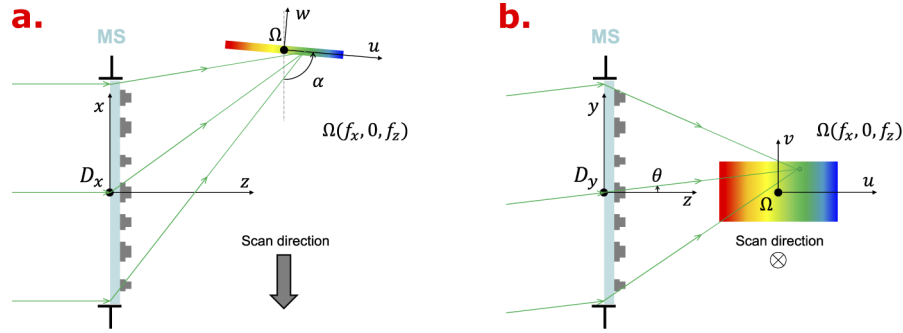 a.
MS
w
Ω
u
α
x
Ω(f_x, 0, f_z)
D_x
z
Scan direction
b.
MS
y
v
Ω(f_x, 0, f_z)
D_y
θ
z
Ω
u
Scan direction